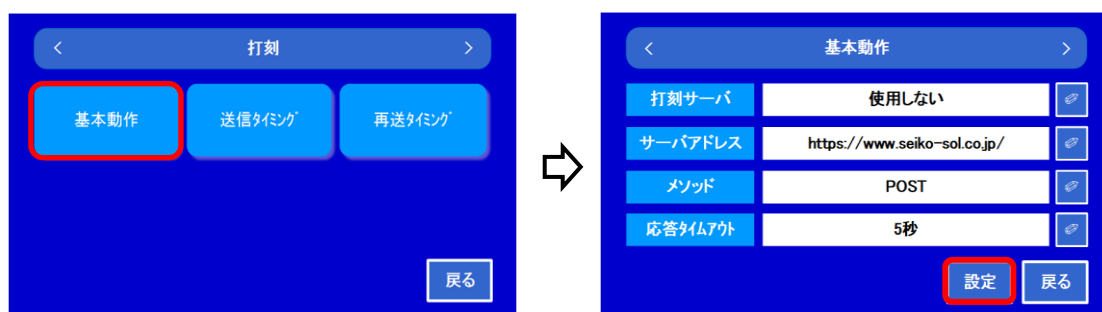 < 打刻 >
基本動作 送信ﾀｲﾐﾝｸﾞ 再送ﾀｲﾐﾝｸﾞ
戻る
< 基本動作 >
打刻サーバ 使用しない
サーバアドレス https://www.seiko-sol.co.jp/
メソッド POST
応答ﾀｲﾑｱｳﾄ 5秒
設定 戻る